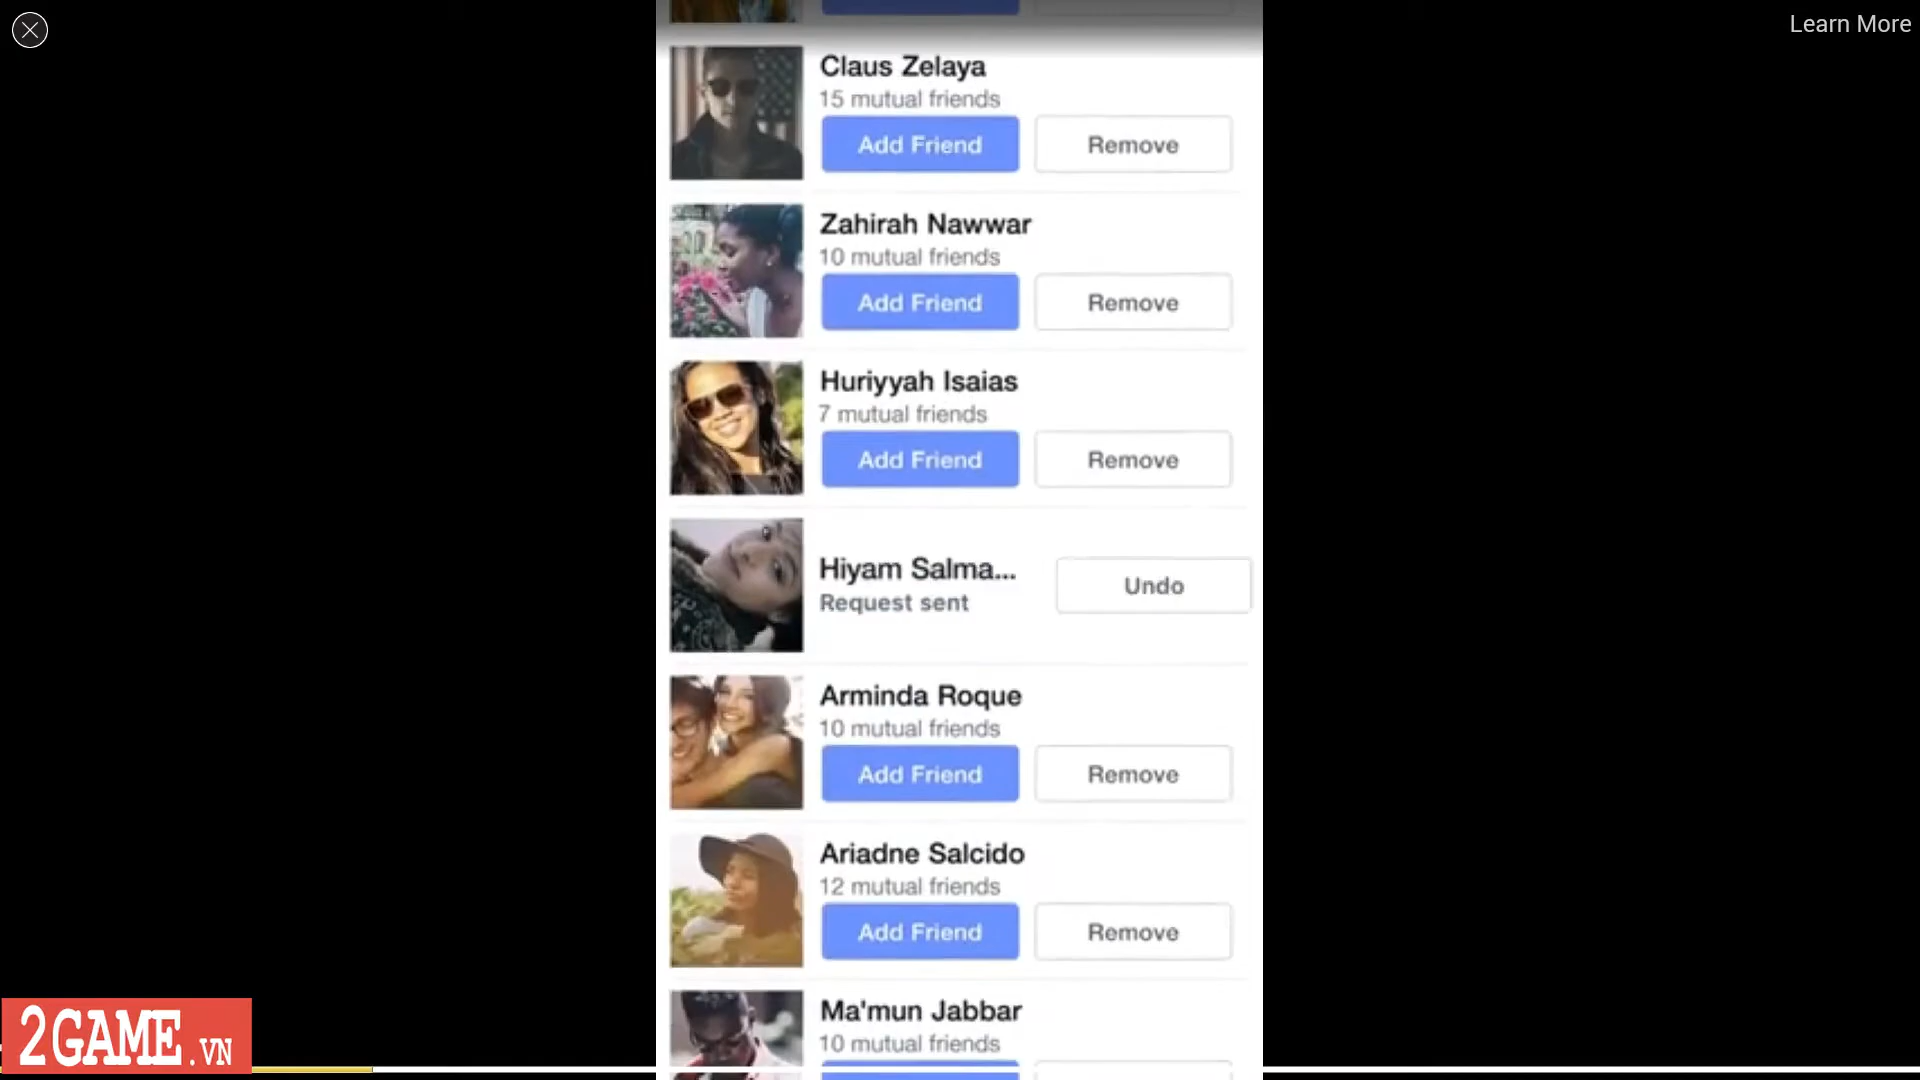 Learn More
Claus Zelaya
15 mutual friends
Add Friend
Remove
Zahirah Nawwar
10 mutual friends
Add Friend
Remove
Huriyyah Isaias
7 mutual friends
Add Friend
Remove
Hiyam Salma...
Request sent
Undo
Arminda Roque
10 mutual friends
Add Friend
Remove
Ariadne Salcido
12 mutual friends
Add Friend
Remove
Ma'mun Jabbar
10 mutual friends
2GAME.VN